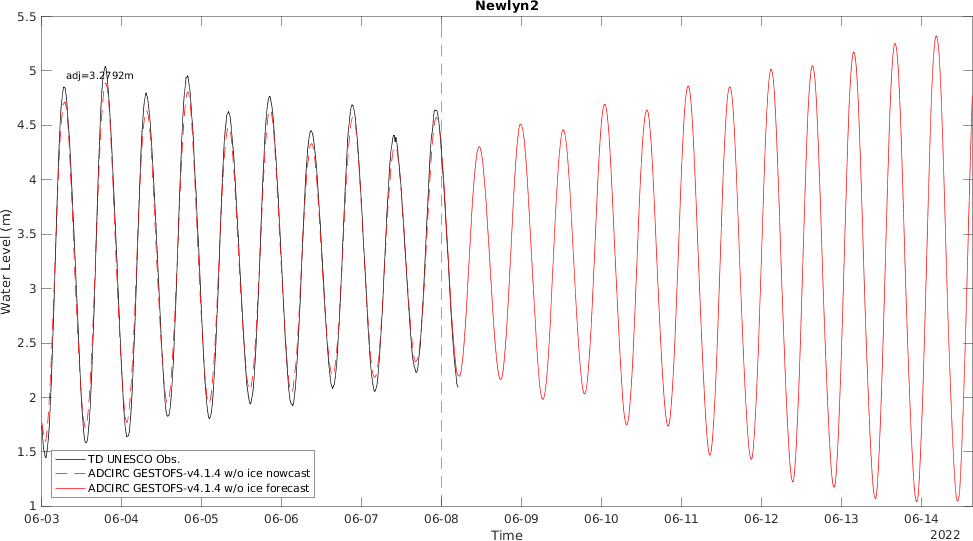 Newlyn2
5.5
5
4.5
4
3.5
3
2.5
2
1.5
1
Water Level (m)
adj=3.2792m
TD UNESCO Obs.
ADCIRC GESTOFS-v4.1.4 w/o ice nowcast
ADCIRC GESTOFS-v4.1.4 w/o ice forecast
06-03 06-04 06-05 06-06 06-07 06-08 06-09 06-10 06-11 06-12 06-13 06-14
2022
Time